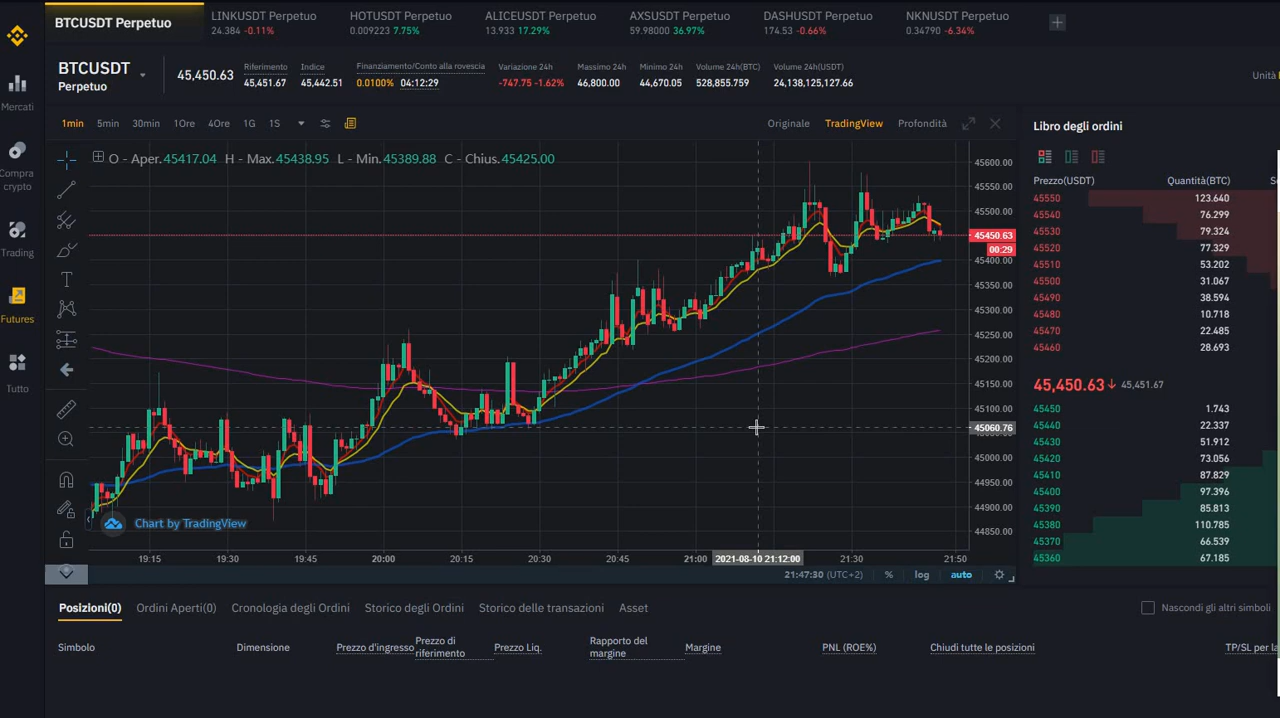 BTCUSDT Perpetuo
LINKUSDT Perpetuo
24.384 -0.11%
HOTUSDT Perpetuo
0.009223 7.75%
ALICEUSDT Perpetuo
13.933 17.29%
AXSUSDT Perpetuo
59.98000 36.97%
DASHUSDT Perpetuo
174.53 -0.66%
NKNUSDT Perpetuo
0.34790 -6.34%
BTCUSDT
Perpetuo
45,450.63
Riferimento
45,451.67
Indice
45,442.51
Finanziamento/Conto alla rovescia
0.0100% 04:12:29
Variazione 24h
-747.75 -1.62%
Massimo 24h
46,800.00
Minimo 24h
44,670.05
Volume 24h(BTC)
528,855.759
Volume 24h(USDT)
24,138,125,127.66
Unità
Mercati
Compra
crypto
Trading
Futures
Tutto
1min 5min 30min 1Ore 4Ore 1G 1S
Originale TradingView Profondità
O - Aper.45417.04 H - Max.45438.95 L - Min.45389.88 C - Chius.45425.00
45600.00
45550.00
45500.00
45450.63
00:29
45400.00
45350.00
45300.00
45250.00
45200.00
45150.00
45100.00
45060.76
45000.00
44950.00
44900.00
44850.00
Chart by TradingView
19:15 19:30 19:45 20:00 20:15 20:30 20:45 21:00 2021-08-10 21:12:00 21:30 21:50
21:47:30 (UTC+2) % log auto
Libro degli ordini
Prezzo(USDT) Quantità(BTC)
45550 123.640
45540 76.299
45530 79.324
45520 77.329
45510 53.202
45500 31.067
45490 38.594
45480 10.718
45470 22.485
45460 28.693
45,450.63 ↓ 45,451.67
45450 1.743
45440 22.337
45430 51.912
45420 73.056
45410 87.829
45400 97.396
45390 85.813
45380 110.785
45370 66.539
45360 67.185
Posizioni(0) Ordini Aperti(0) Cronologia degli Ordini Storico degli Ordini Storico delle transazioni Asset
Nascondi gli altri simboli
Simbolo
Dimensione
Prezzo d'ingresso
Prezzo di
riferimento
Prezzo Liq.
Rapporto del
margine
Margine
PNL (ROE%)
Chiudi tutte le posizioni
TP/SL per la